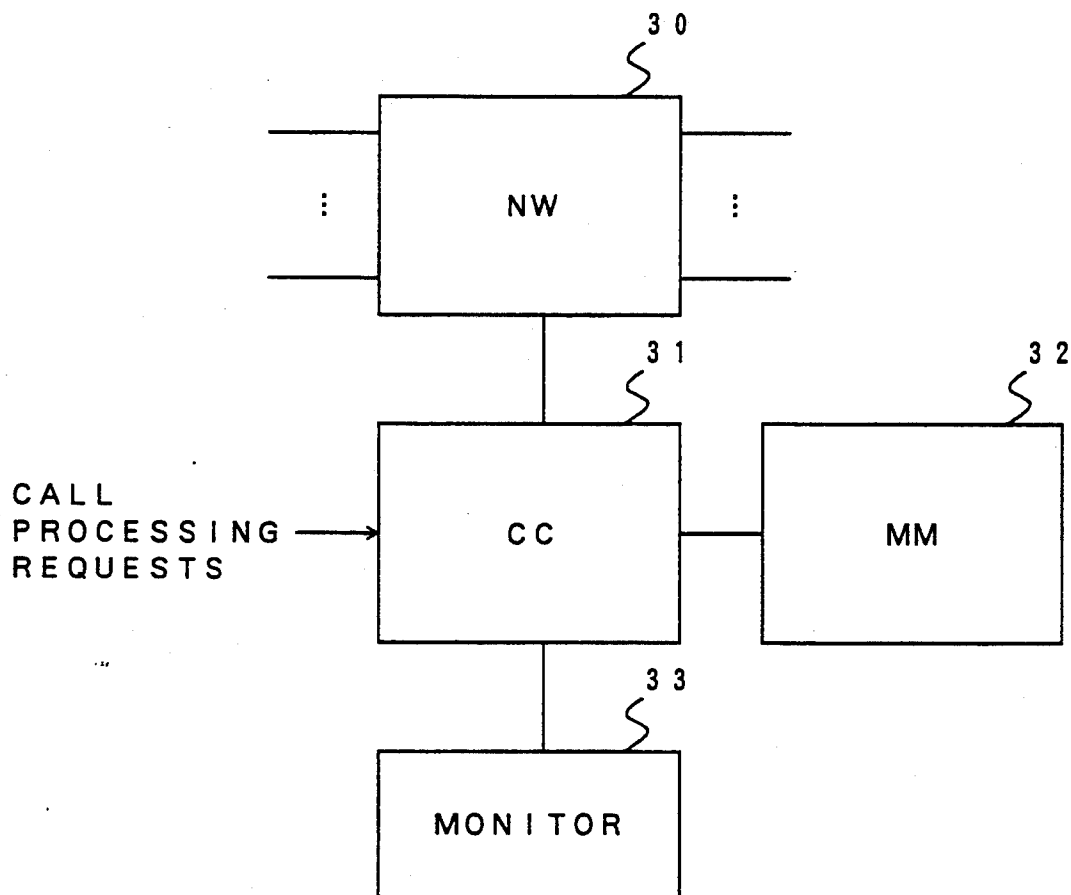 30
NW
31
32
CALL
PROCESSING
REQUESTS
CC
MM
33
MONITOR